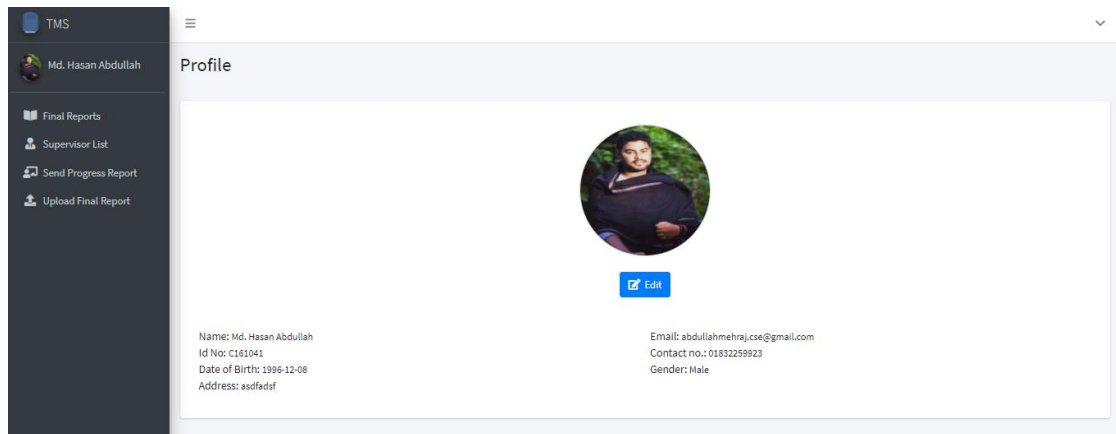 TMS
Md. Hasan Abdullah
Final Reports
Supervisor List
Send Progress Report
Upload Final Report
Profile
Edit
Name: Md. Hasan Abdullah
Id No: C161041
Date of Birth: 1996-12-08
Address: asdfadsf
Email: abdullahmehraj.cse@gmail.com
Contact no.: 01832259923
Gender: Male